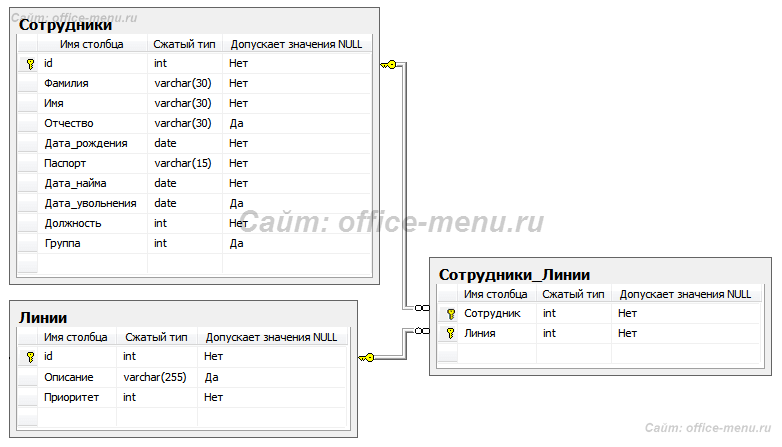 Сайт: office-menu.ru
Сотрудники
Имя столбца Сжатый тип Допускает значения NULL
id int Нет
Фамилия varchar(30) Нет
Имя varchar(30) Нет
Отчество varchar(30) Да
Дата_рождения date Нет
Паспорт varchar(15) Нет
Дата_найма date Нет
Дата_увольнения date Да
Должность int Нет
Группа int Да
Сайт: office-menu.ru
Сотрудники_Линии
Имя столбца Сжатый тип Допускает значения NULL
Сотрудник int Нет
Линия int Нет
Линии
Имя столбца Сжатый тип Допускает значения NULL
id int Нет
Описание varchar(255) Да
Приоритет int Нет
Сайт: office-menu.ru